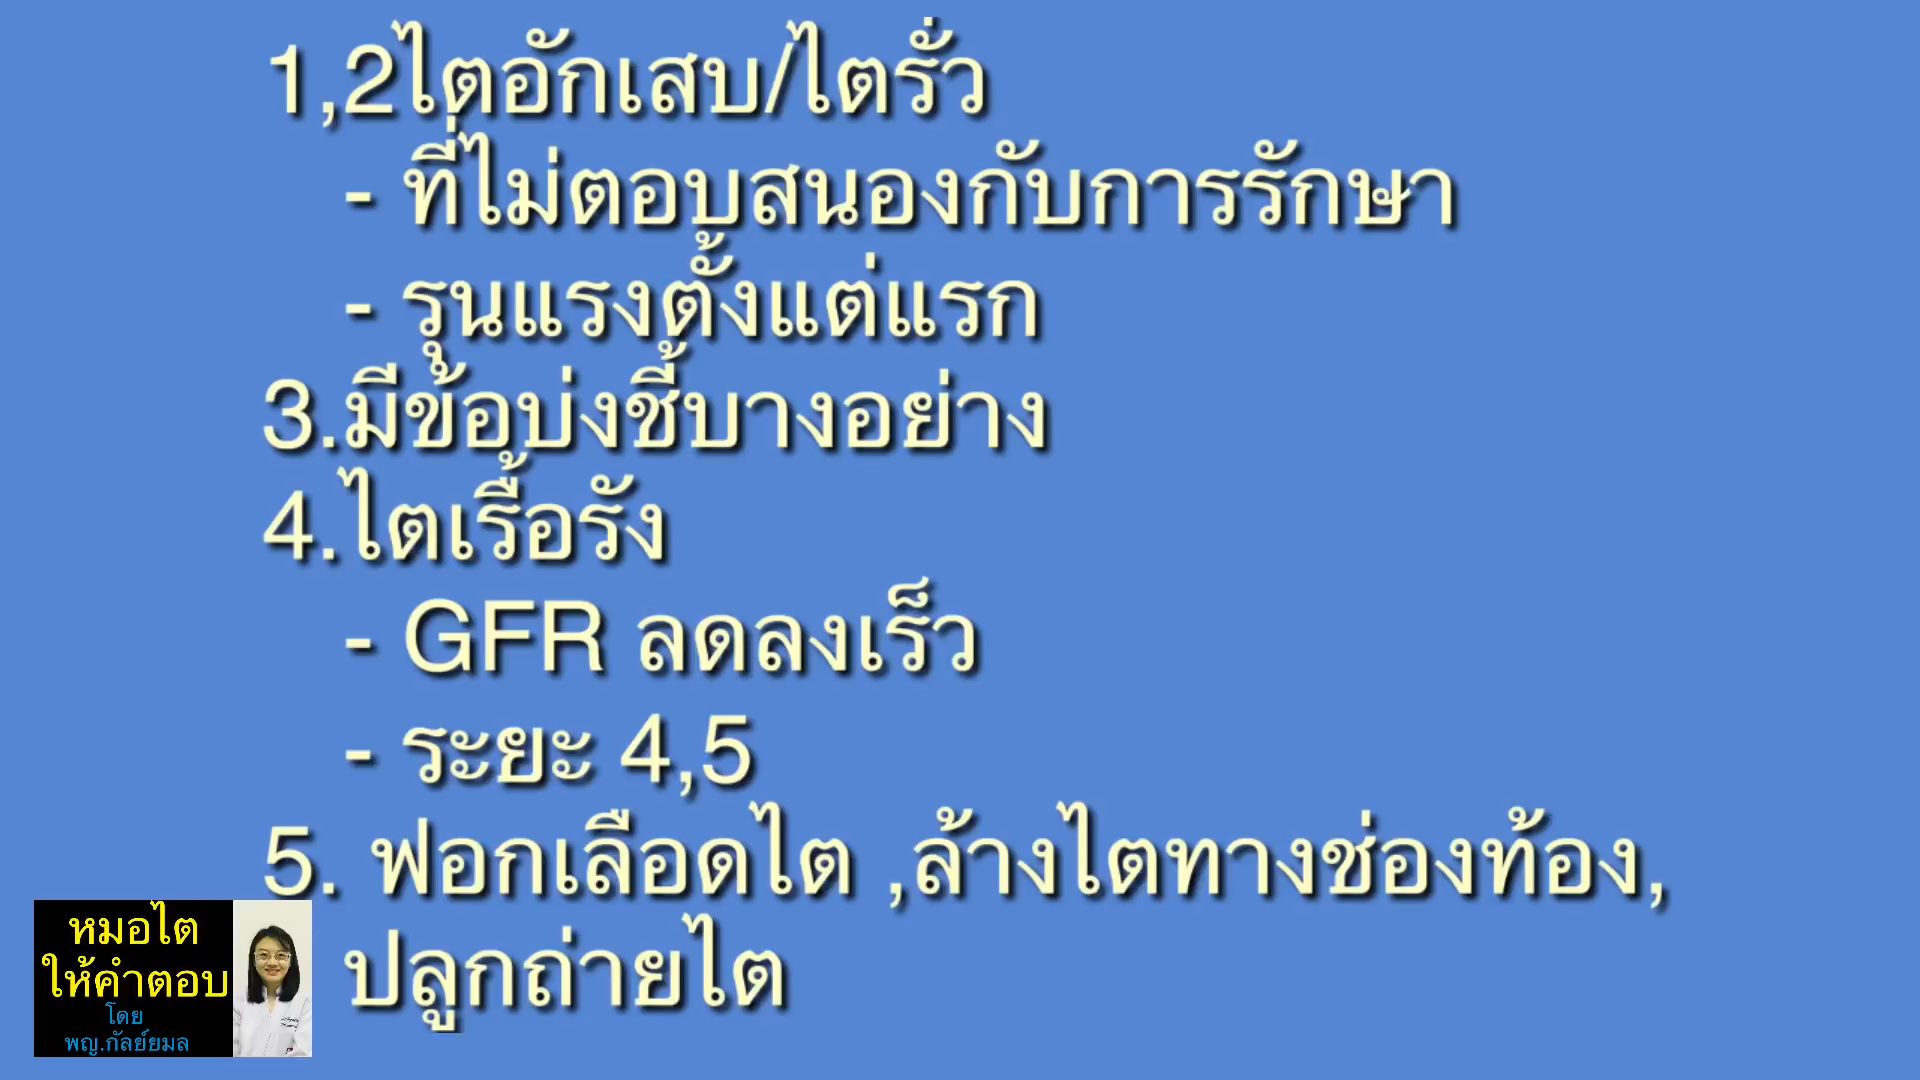 1,2ไตอักเสบ/ไตรั่ว
- ที่ไม่ตอบสนองกับการรักษา
- รุนแรงตั้งแต่แรก
3.มีข้อบ่งชี้บางอย่าง
4.ไตเรื้อรัง
- GFR ลดลงเร็ว
- ระยะ 4,5
5. ฟอกเลือดไต ,ล้างไตทางช่องท้อง,
ปลูกถ่ายไต
หมอไต
ให้คำตอบ
โดย
พญ.กัลย์ยมล